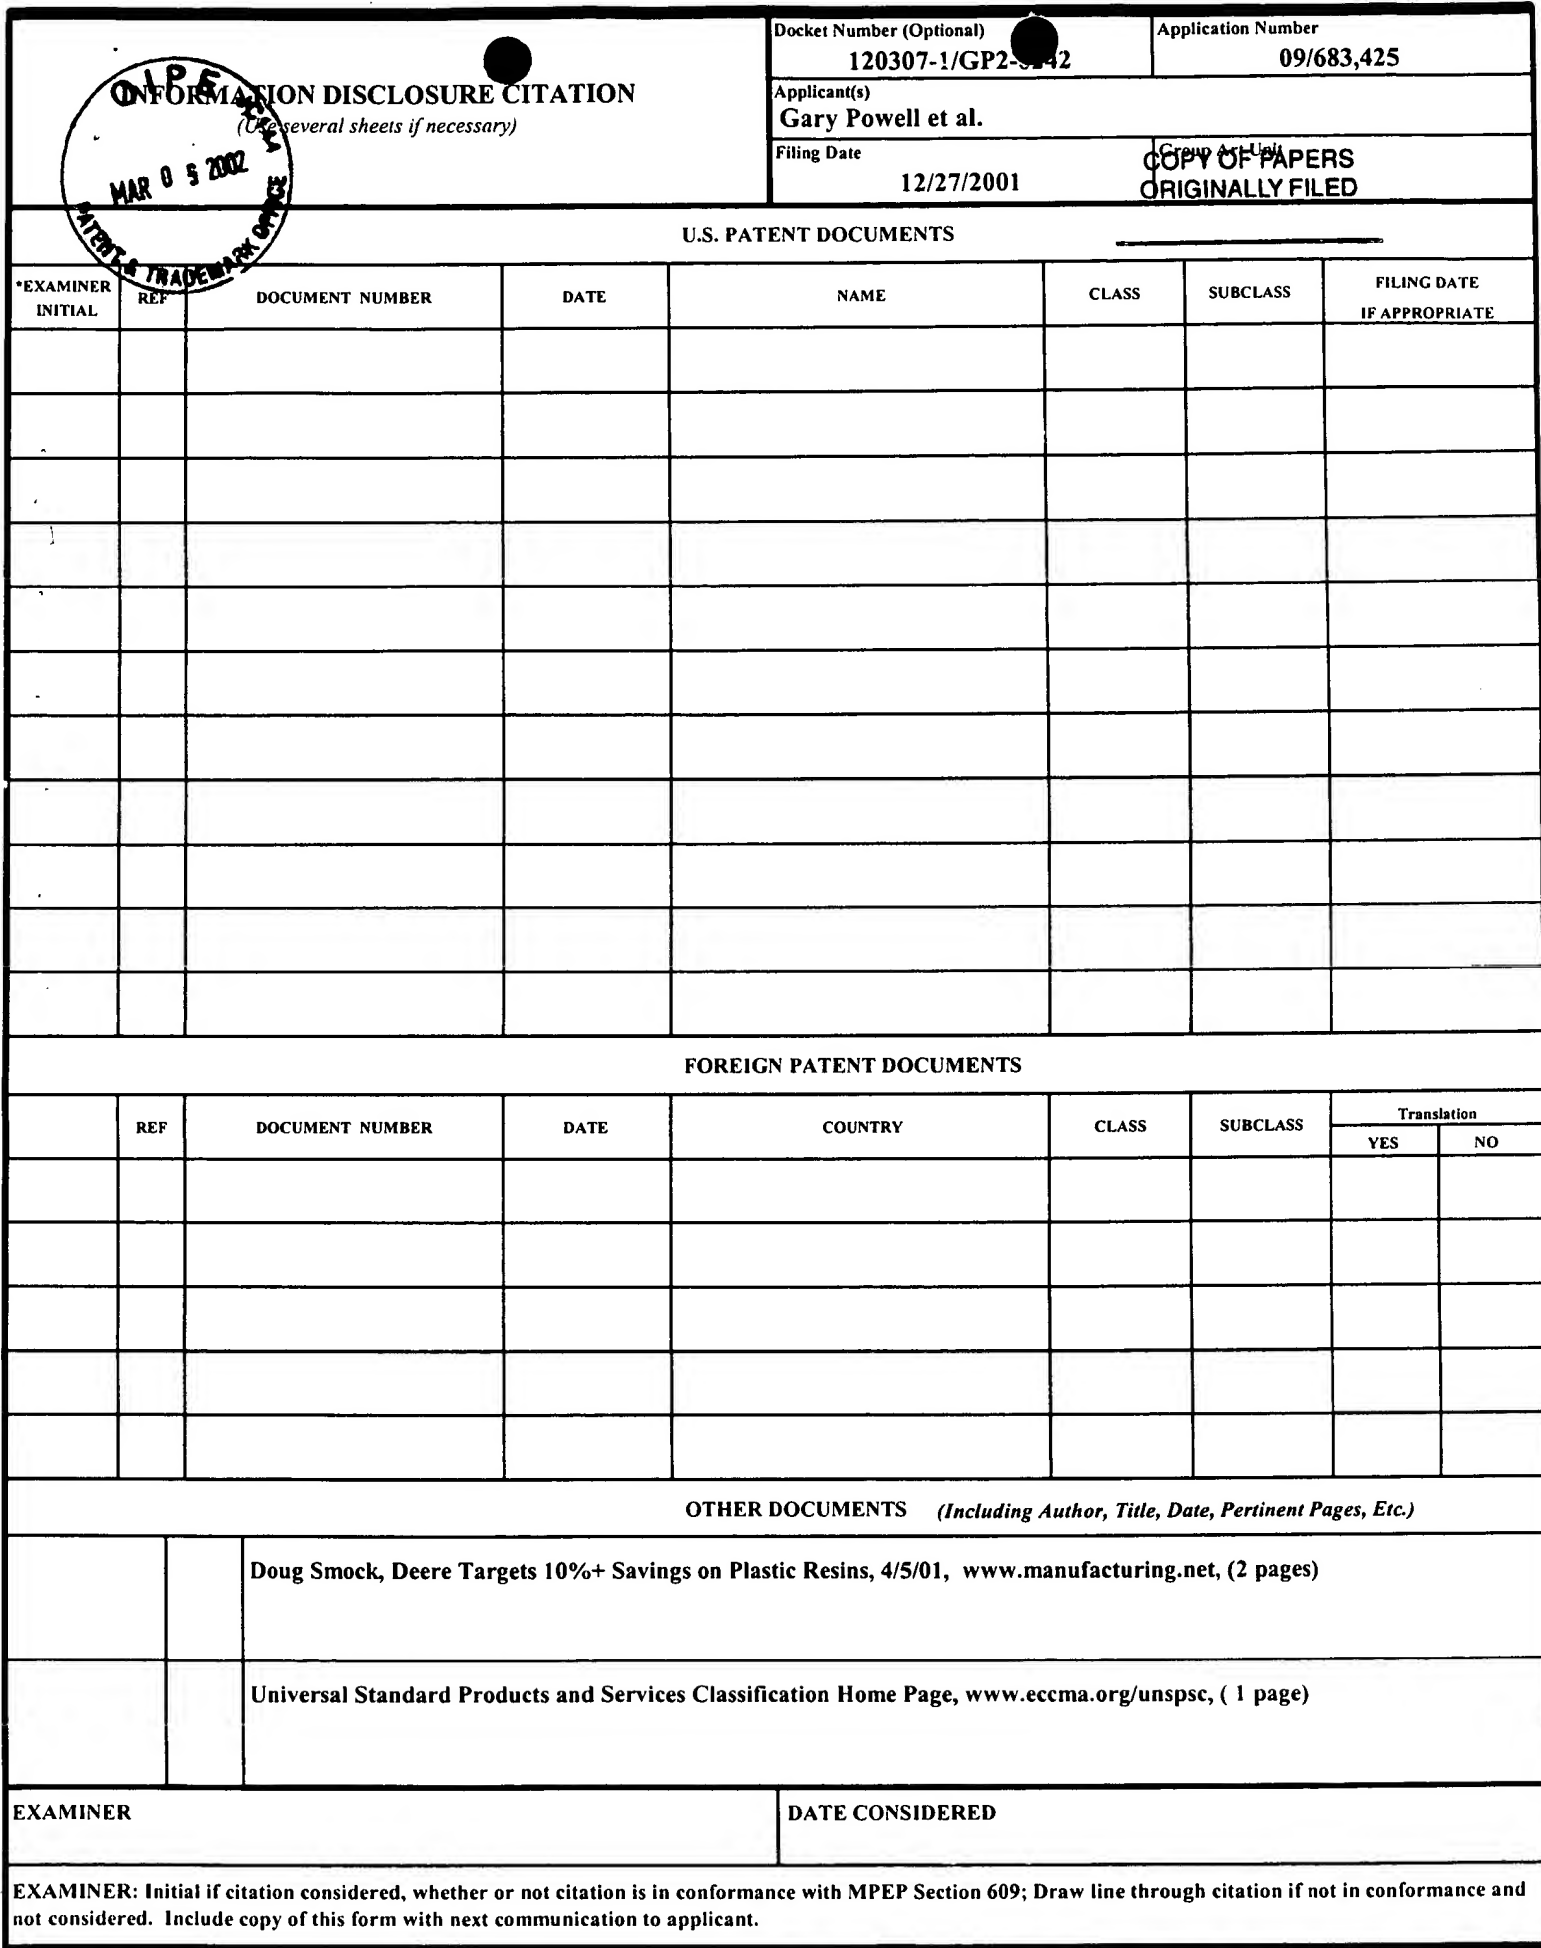 Docket Number (Optional)
120307-1/GP2-
Application Number
09/683,425
INFORMATION DISCLOSURE CITATION
(Use several sheets if necessary)
Applicant(s)
Gary Powell et al.
Filing Date
12/27/2001
Group Art Unit
COPY OF PAPERS
ORIGINALLY FILED
OIPE
MAR 05 2002
PATENT & TRADEMARK OFFICE
U.S. PATENT DOCUMENTS
*EXAMINER
INITIAL
REF
DOCUMENT NUMBER
DATE
NAME
CLASS
SUBCLASS
FILING DATE
IF APPROPRIATE
FOREIGN PATENT DOCUMENTS
REF
DOCUMENT NUMBER
DATE
COUNTRY
CLASS
SUBCLASS
Translation
YES
NO
OTHER DOCUMENTS (Including Author, Title, Date, Pertinent Pages, Etc.)
Doug Smock, Deere Targets 10%+ Savings on Plastic Resins, 4/5/01, www.manufacturing.net, (2 pages)
Universal Standard Products and Services Classification Home Page, www.eccma.org/unspsc, ( 1 page)
EXAMINER
DATE CONSIDERED
EXAMINER: Initial if citation considered, whether or not citation is in conformance with MPEP Section 609; Draw line through citation if not in conformance and
not considered. Include copy of this form with next communication to applicant.